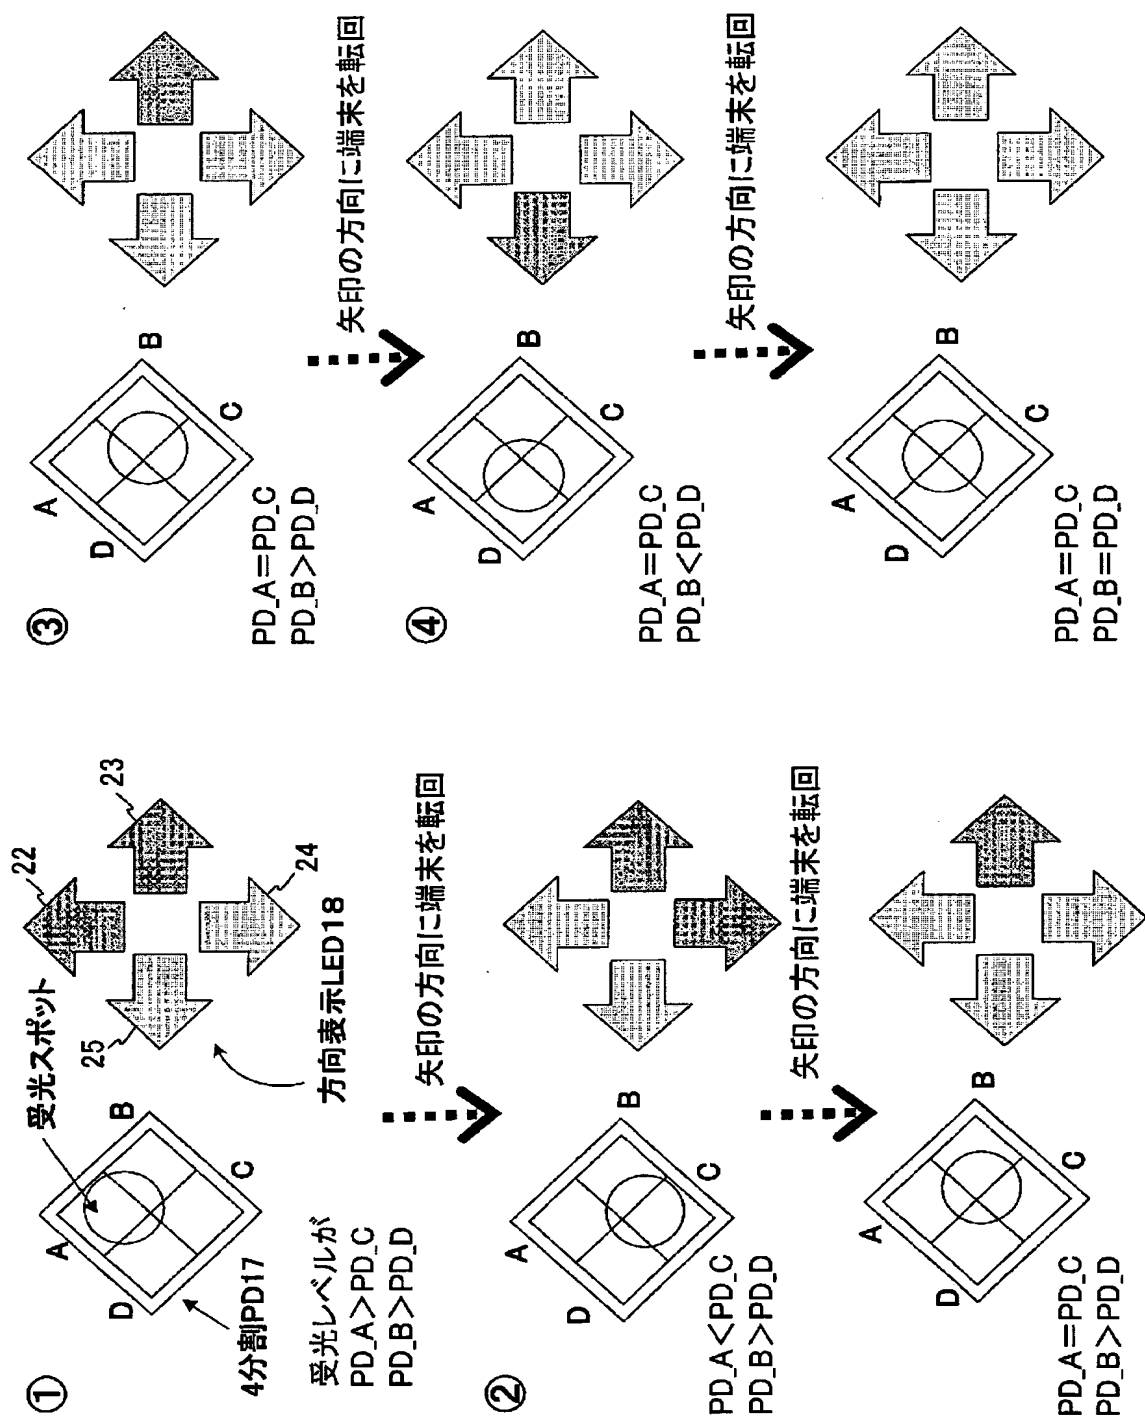 ①
受光スポット
22
23
24
25
A
B
C
D
4分割PD17
方向表示LED18
受光レベルが
PD_A>PD_C
PD_B>PD_D
矢印の方向に端末を転回
②
A
B
C
D
PD_A<PD_C
PD_B>PD_D
矢印の方向に端末を転回
A
B
C
D
PD_A=PD_C
PD_B>PD_D
③
A
B
C
D
PD_A=PD_C
PD_B>PD_D
矢印の方向に端末を転回
④
A
B
C
D
PD_A=PD_C
PD_B<PD_D
矢印の方向に端末を転回
A
B
C
D
PD_A=PD_C
PD_B=PD_D